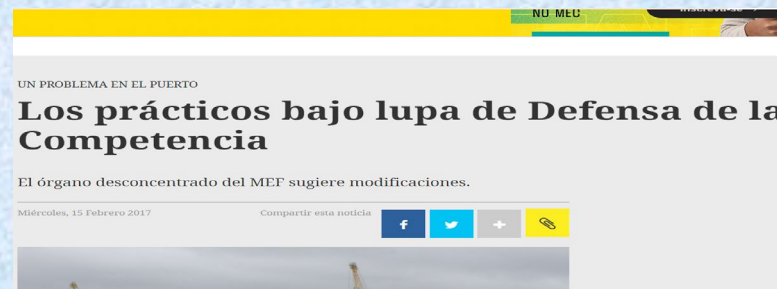 NO MEC
UN PROBLEMA EN EL PUERTO
Los prácticos bajo lupa de Defensa de la
Competencia
El órgano desconcentrado del MEF sugiere modificaciones.
Miércoles, 15 Febrero 2017 Compartir esta noticia